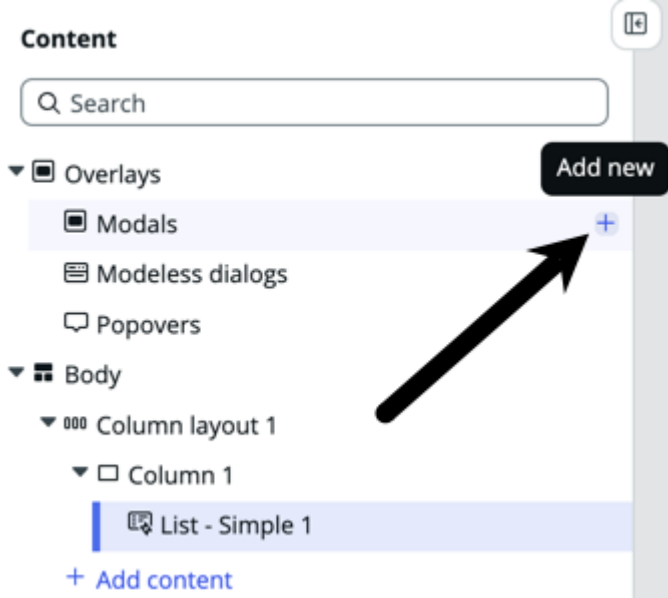 Content
Search
Overlays
Add new
Modals
Modeless dialogs
Popovers
Body
Column layout 1
Column 1
List - Simple 1
+ Add content